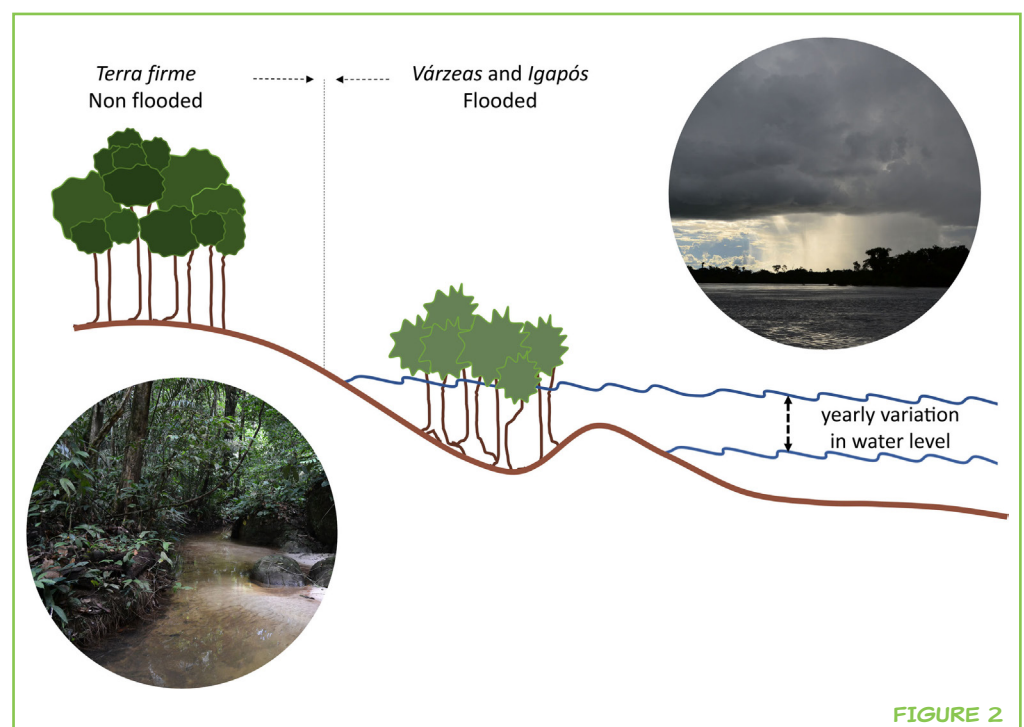 Terra firme
Non flooded
Várzeas and Igapós
Flooded
yearly variation
in water level
FIGURE 2